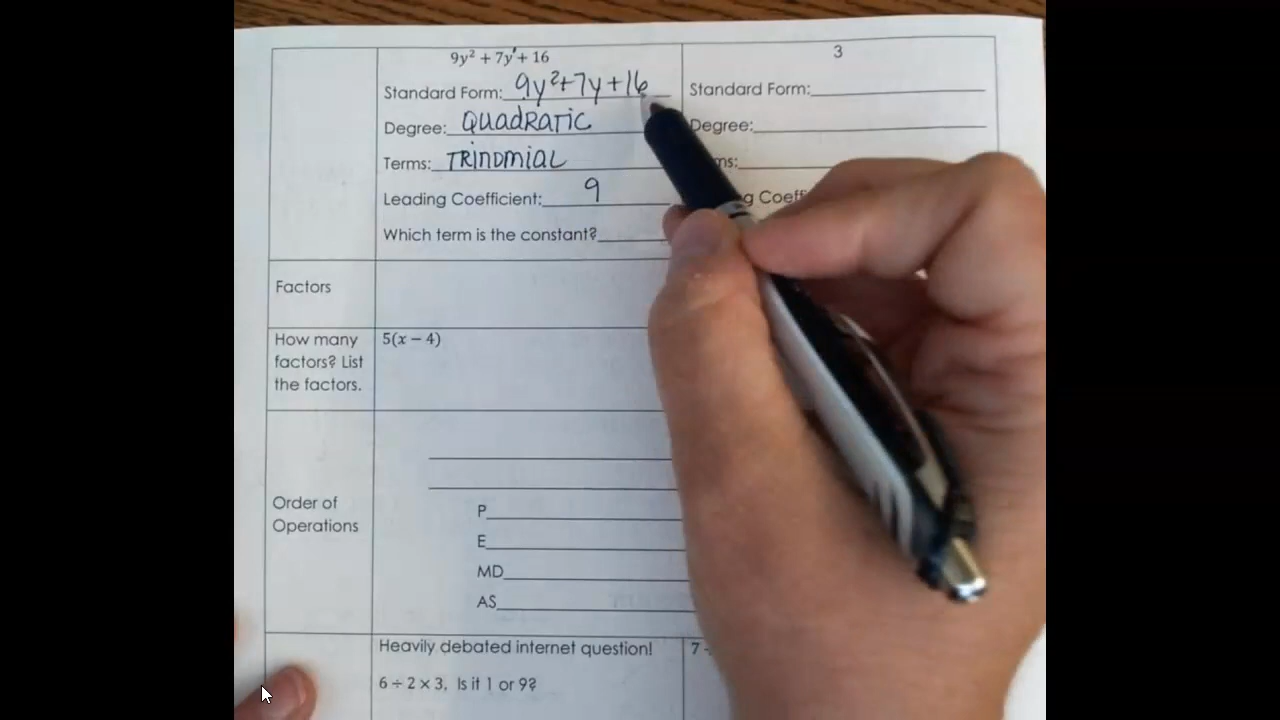 9y² + 7y + 16
Standard Form: 9y²+7y+16
Degree: QUADRATIC
Terms: TRINOMIAL
Leading Coefficient: 9
Which term is the constant?
3
Standard Form:
Degree:
ms:
g Coeff
Factors
How many
factors? List
the factors.
5(x − 4)
Order of
Operations
P
E
MD
AS
Heavily debated internet question!
6 ÷ 2 × 3, Is it 1 or 9?
7